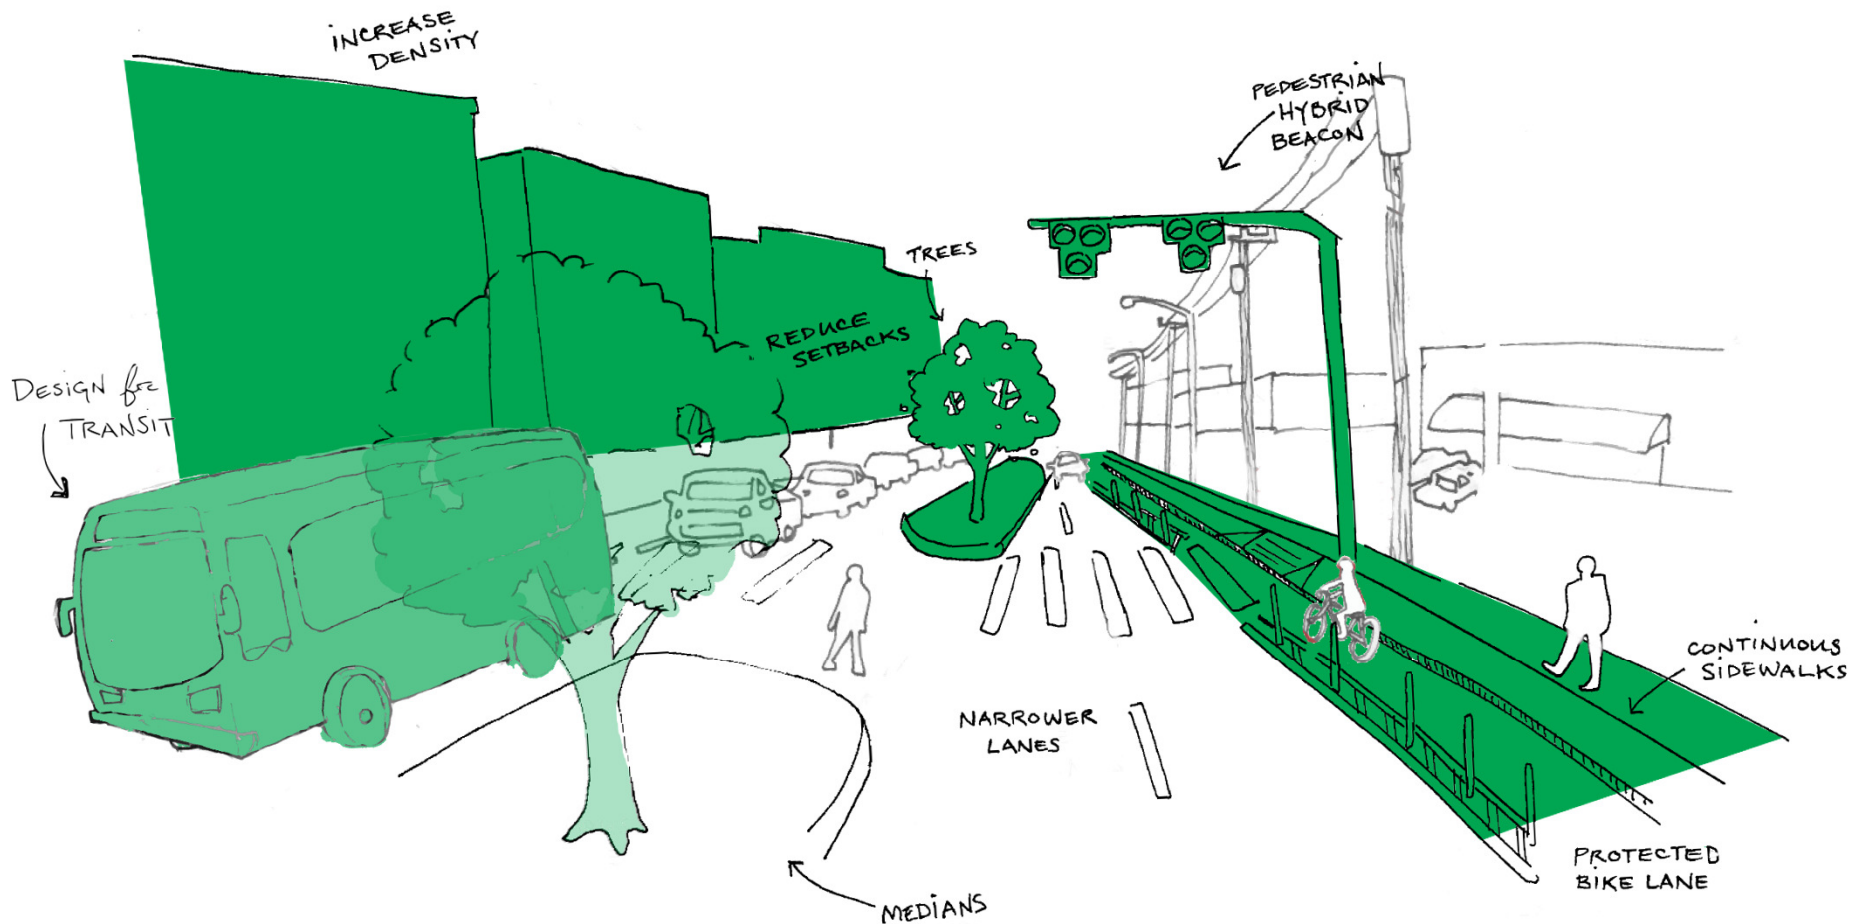 INCREASE
DENSITY
PEDESTRIAN
HYBRID
BEACON
TREES
REDUCE
SETBACKS
DESIGN for
TRANSIT
CONTINUOUS
SIDEWALKS
NARROWER
LANES
PROTECTED
BIKE LANE
MEDIANS